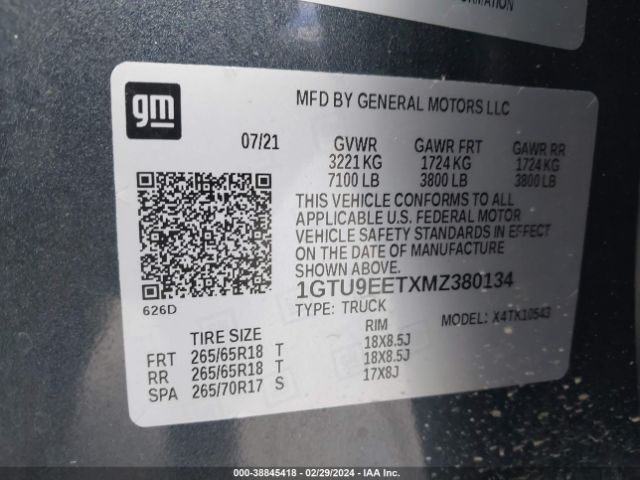 FORMATION
gm
MFD BY GENERAL MOTORS LLC
07/21 GVWR GAWR FRT GAWR RR
3221 KG 1724 KG 1724 KG
7100 LB 3800 LB 3800 LB
THIS VEHICLE CONFORMS TO ALL
APPLICABLE U.S. FEDERAL MOTOR
VEHICLE SAFETY STANDARDS IN EFFECT
ON THE DATE OF MANUFACTURE
SHOWN ABOVE.
1GTU9EETXMZ380134
626D
TYPE: TRUCK MODEL: X4TK10543
TIRE SIZE RIM
FRT 265/65R18 T 18X8.5J
RR 265/65R18 T 18X8.5J
SPA 265/70R17 S 17X8J
000-38845418 - 02/29/2024 - IAA Inc.